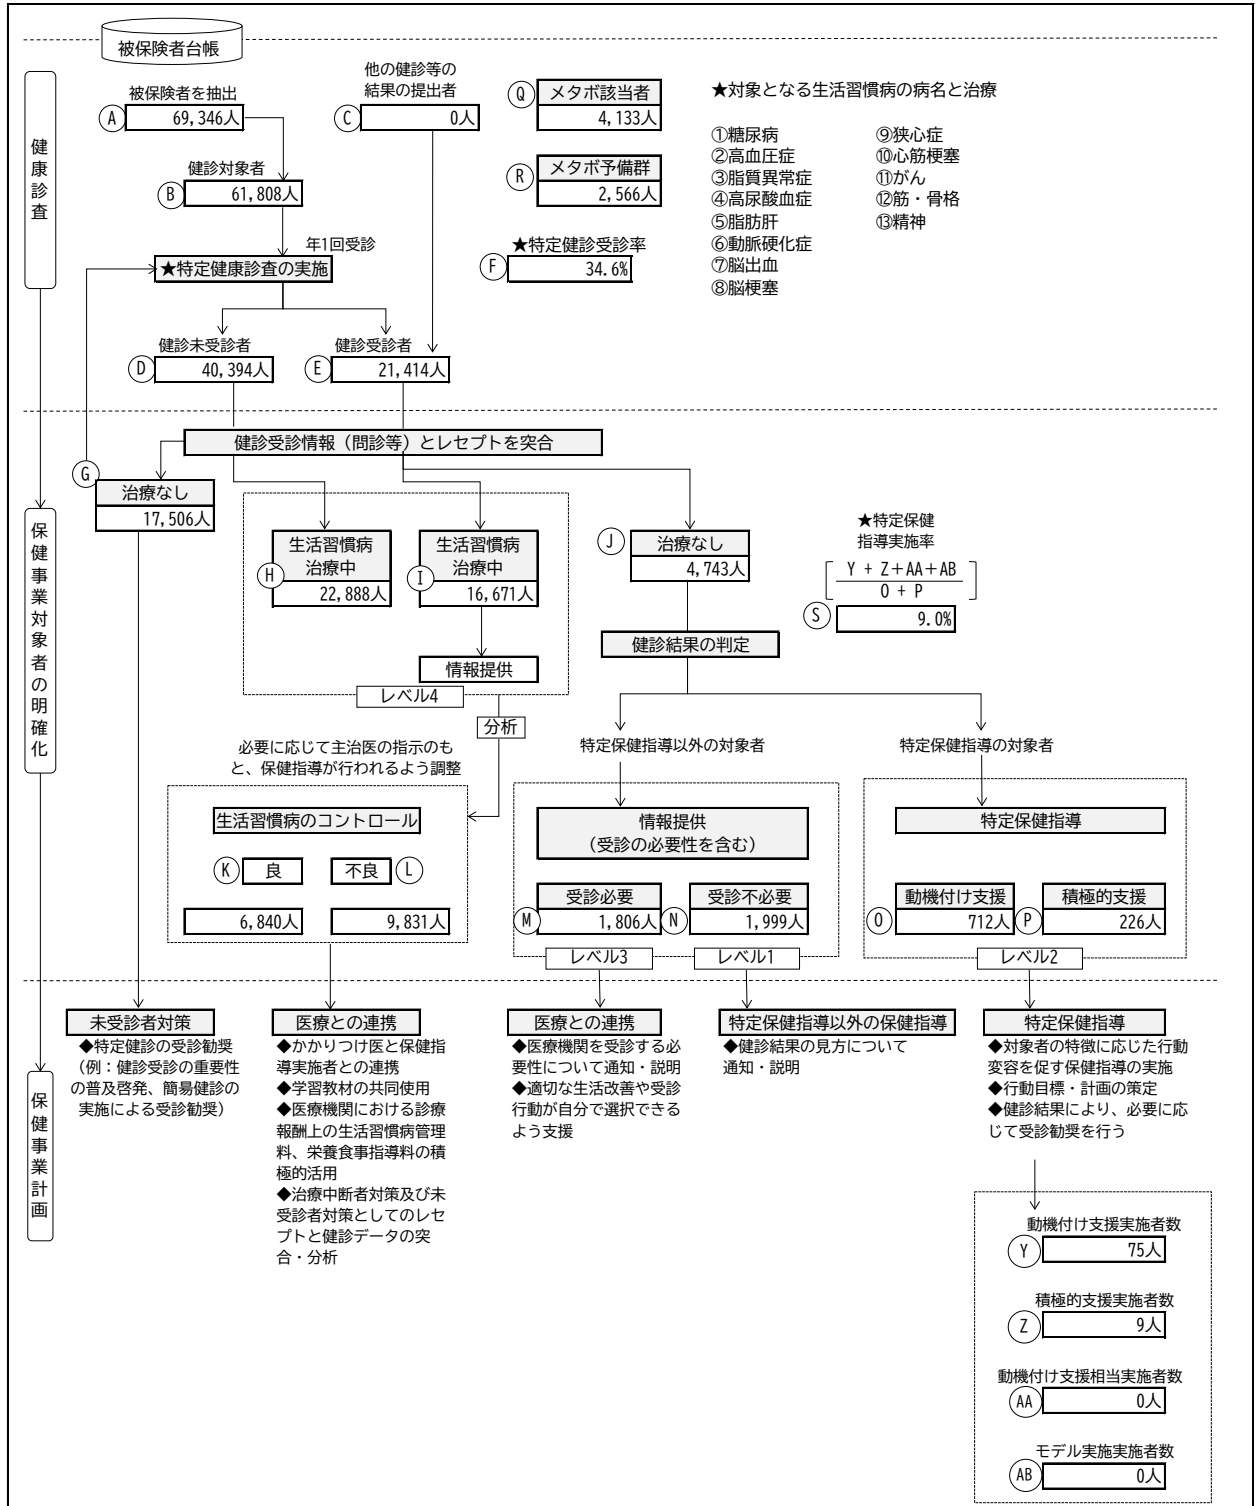 被保険者台帳
健康診査
被保険者を抽出
A 69,346人
他の健診等の
結果の提出者
C 0人
健診対象者
B 61,808人
年1回受診
★特定健康診査の実施
健診未受診者
D 40,394人
健診受診者
E 21,414人
Q メタボ該当者
4,133人
R メタボ予備群
2,566人
★特定健診受診率
F 34.6%
★対象となる生活習慣病の病名と治療
①糖尿病
②高血圧症
③脂質異常症
④高尿酸血症
⑤脂肪肝
⑥動脈硬化症
⑦脳出血
⑧脳梗塞
⑨狭心症
⑩心筋梗塞
⑪がん
⑫筋・骨格
⑬精神
保健事業対象者の明確化
健診受診情報(問診等)とレセプトを突合
G 治療なし
17,506人
生活習慣病
治療中
H 22,888人
生活習慣病
治療中
I 16,671人
情報提供
レベル4
分析
J 治療なし
4,743人
健診結果の判定
★特定保健
指導実施率
Y + Z+AA+AB
O + P
S 9.0%
必要に応じて主治医の指示のも
と、保健指導が行われるよう調整
生活習慣病のコントロール
K 良
不良 L
6,840人
9,831人
特定保健指導以外の対象者
情報提供
(受診の必要性を含む)
受診必要
M 1,806人
受診不必要
N 1,999人
レベル3
レベル1
特定保健指導の対象者
特定保健指導
動機付け支援
O 712人
積極的支援
P 226人
レベル2
保健事業計画
未受診者対策
◆特定健診の受診勧奨
(例:健診受診の重要性
の普及啓発、簡易健診の
実施による受診勧奨)
医療との連携
◆かかりつけ医と保健指
導実施者との連携
◆学習教材の共同使用
◆医療機関における診療
報酬上の生活習慣病管理
料、栄養食事指導料の積
極的活用
◆治療中断者対策及び未
受診者対策としてのレセ
プトと健診データの突
合・分析
医療との連携
◆医療機関を受診する必
要性について通知・説明
◆適切な生活改善や受診
行動が自分で選択できる
よう支援
特定保健指導以外の保健指導
◆健診結果の見方について
通知・説明
特定保健指導
◆対象者の特徴に応じた行動
変容を促す保健指導の実施
◆行動目標・計画の策定
◆健診結果により、必要に応
じて受診勧奨を行う
動機付け支援実施者数
Y 75人
積極的支援実施者数
Z 9人
動機付け支援相当実施者数
AA 0人
モデル実施実施者数
AB 0人